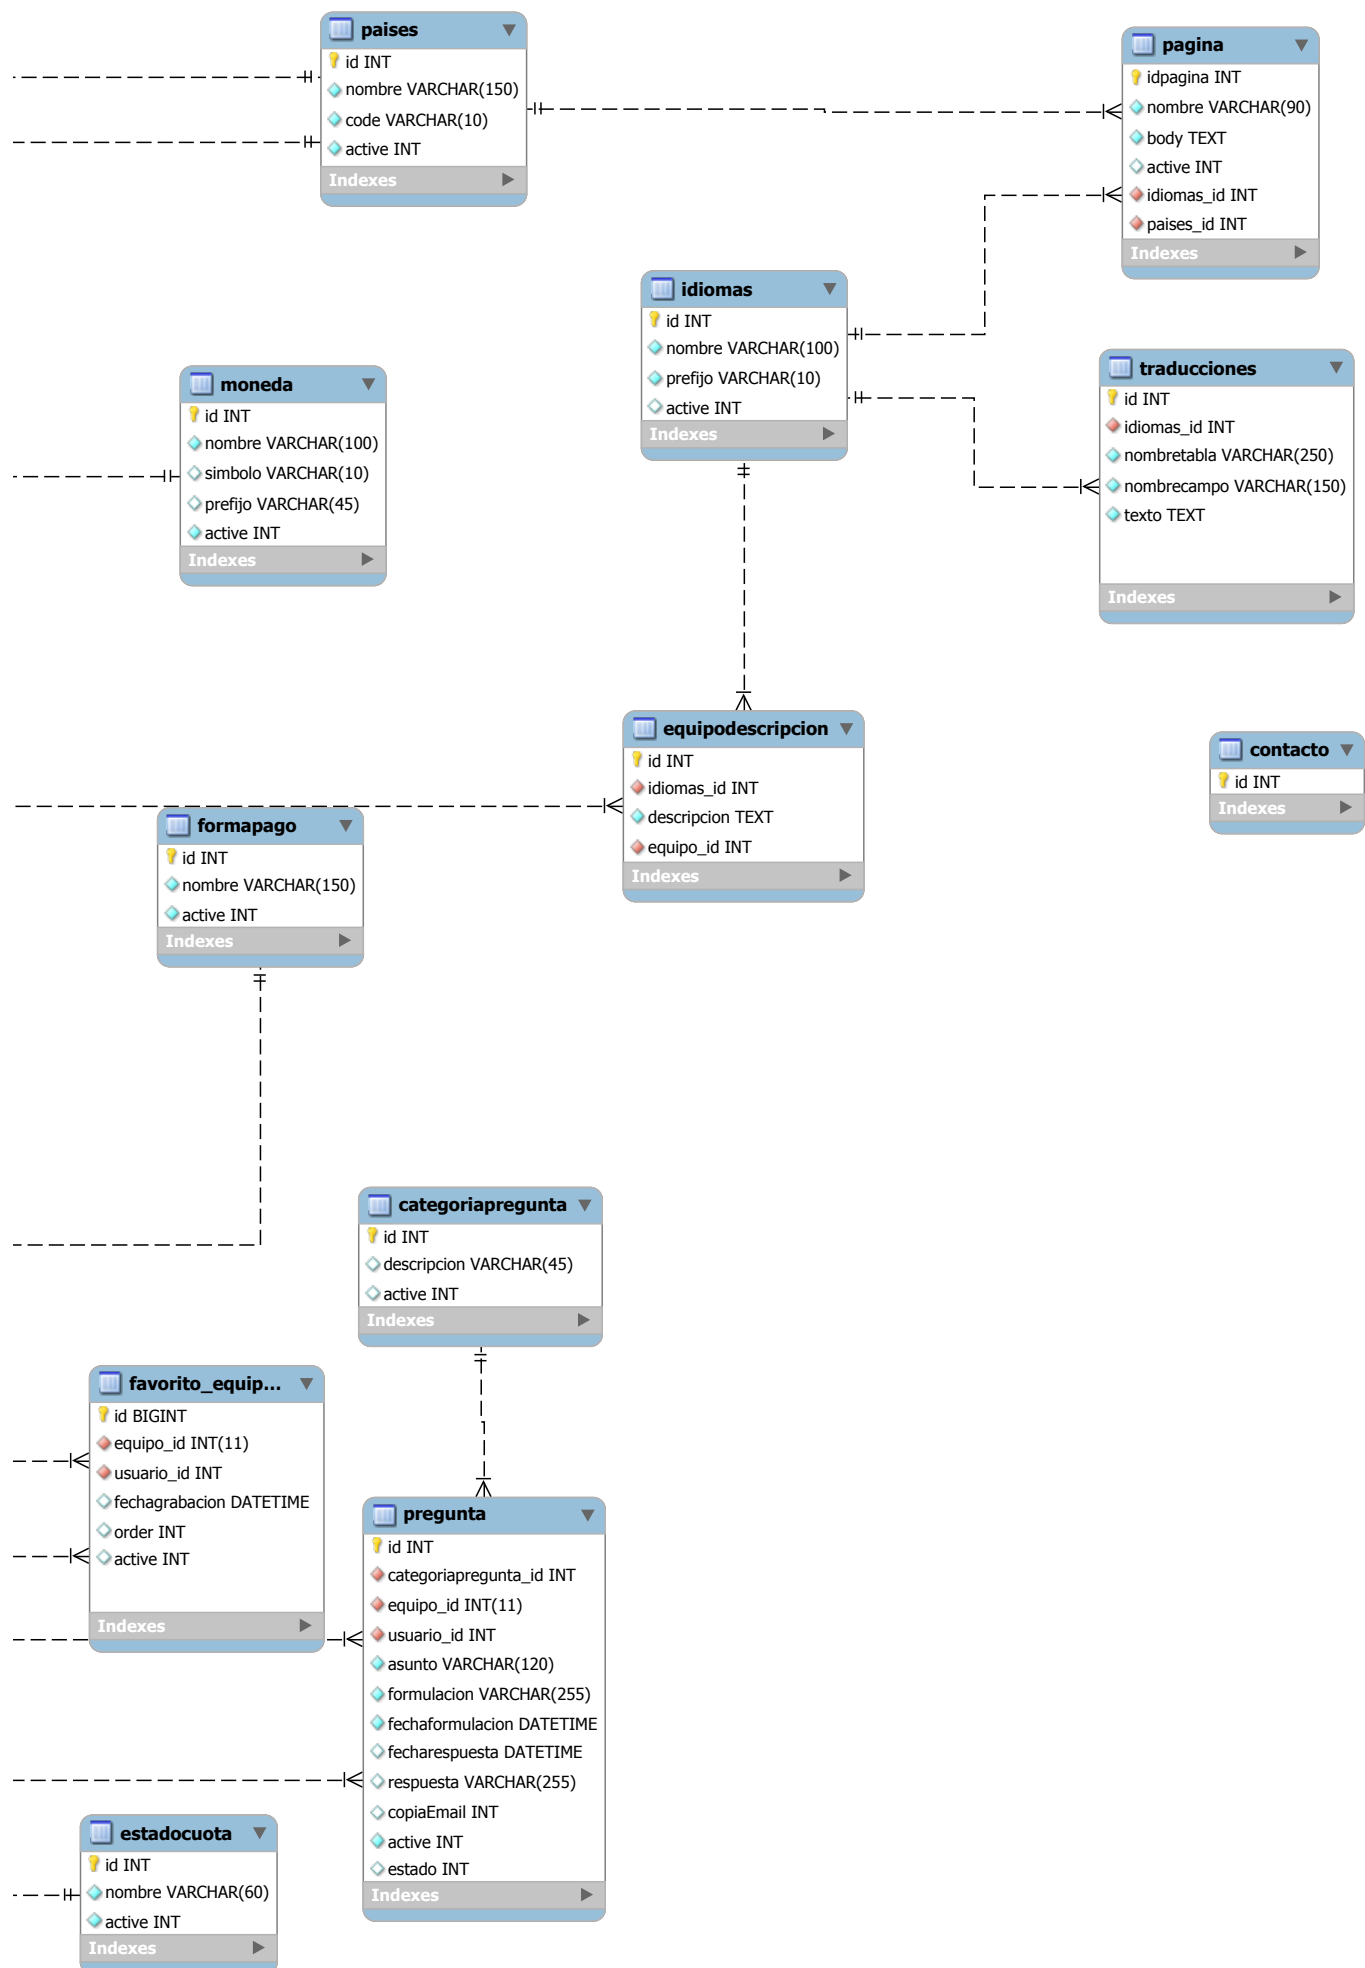 paises
id INT
nombre VARCHAR(150)
code VARCHAR(10)
active INT
Indexes
pagina
idpagina INT
nombre VARCHAR(90)
body TEXT
active INT
idiomas_id INT
paises_id INT
Indexes
idiomas
id INT
nombre VARCHAR(100)
prefijo VARCHAR(10)
active INT
Indexes
moneda
id INT
nombre VARCHAR(100)
simbolo VARCHAR(10)
prefijo VARCHAR(45)
active INT
Indexes
traducciones
id INT
idiomas_id INT
nombretabla VARCHAR(250)
nombrecampo VARCHAR(150)
texto TEXT
Indexes
equipodescripcion
id INT
idiomas_id INT
descripcion TEXT
equipo_id INT
Indexes
contacto
id INT
Indexes
formapago
id INT
nombre VARCHAR(150)
active INT
Indexes
categoriapregunta
id INT
descripcion VARCHAR(45)
active INT
Indexes
favorito_equip...
id BIGINT
equipo_id INT(11)
usuario_id INT
fechagrabacion DATETIME
order INT
active INT
Indexes
pregunta
id INT
categoriapregunta_id INT
equipo_id INT(11)
usuario_id INT
asunto VARCHAR(120)
formulacion VARCHAR(255)
fechaformulacion DATETIME
fecharespuesta DATETIME
respuesta VARCHAR(255)
copiaEmail INT
active INT
estado INT
Indexes
estadocuota
id INT
nombre VARCHAR(60)
active INT
Indexes